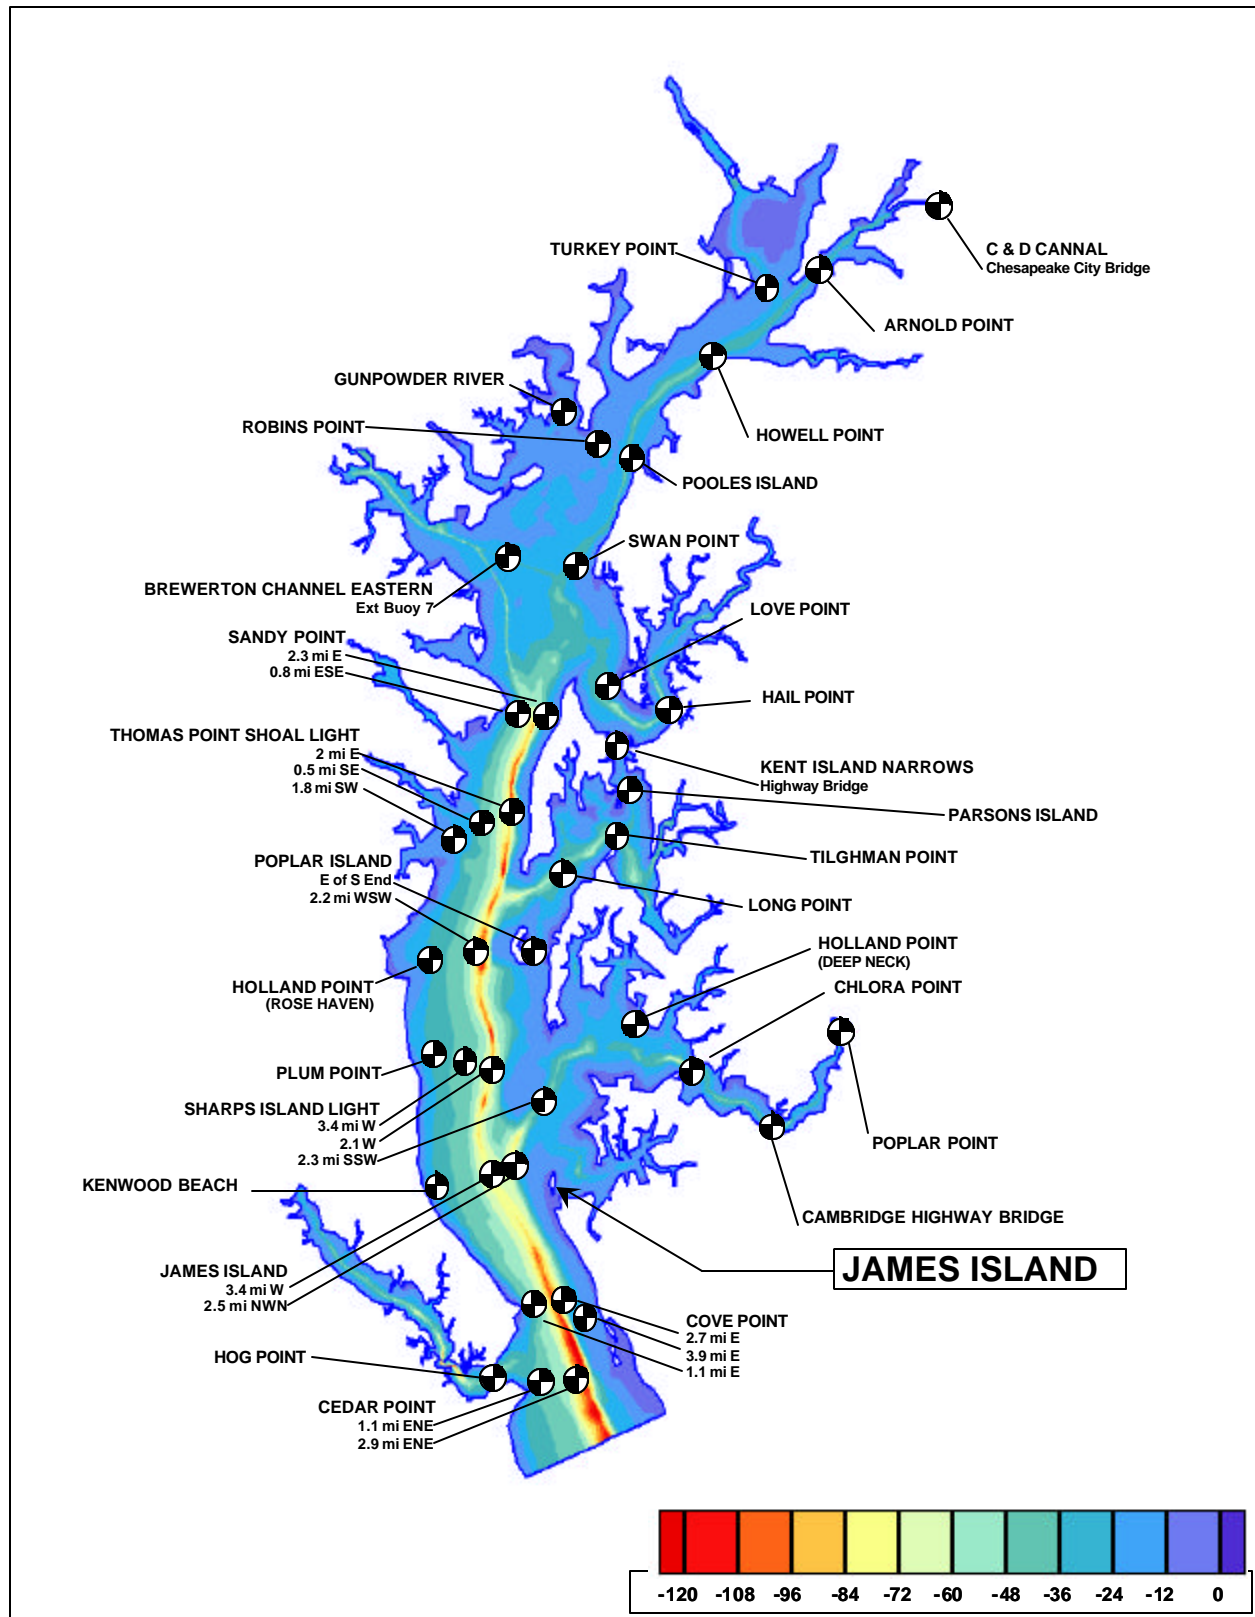 C & D CANNAL
Chesapeake City Bridge
TURKEY POINT
ARNOLD POINT
GUNPOWDER RIVER
ROBINS POINT
HOWELL POINT
POOLES ISLAND
SWAN POINT
BREWERTON CHANNEL EASTERN
Ext Buoy 7
LOVE POINT
SANDY POINT
2.3 mi E
0.8 mi ESE
HAIL POINT
THOMAS POINT SHOAL LIGHT
2 mi E
0.5 mi SE
1.8 mi SW
KENT ISLAND NARROWS
Highway Bridge
PARSONS ISLAND
TILGHMAN POINT
POPLAR ISLAND
E of S End
2.2 mi WSW
LONG POINT
HOLLAND POINT
(DEEP NECK)
HOLLAND POINT
(ROSE HAVEN)
CHLORA POINT
PLUM POINT
SHARPS ISLAND LIGHT
3.4 mi W
2.1 W
2.3 mi SSW
POPLAR POINT
KENWOOD BEACH
CAMBRIDGE HIGHWAY BRIDGE
JAMES ISLAND
JAMES ISLAND
3.4 mi W
2.5 mi NWN
COVE POINT
2.7 mi E
3.9 mi E
1.1 mi E
HOG POINT
CEDAR POINT
1.1 mi ENE
2.9 mi ENE
-120 -108 -96 -84 -72 -60 -48 -36 -24 -12 0